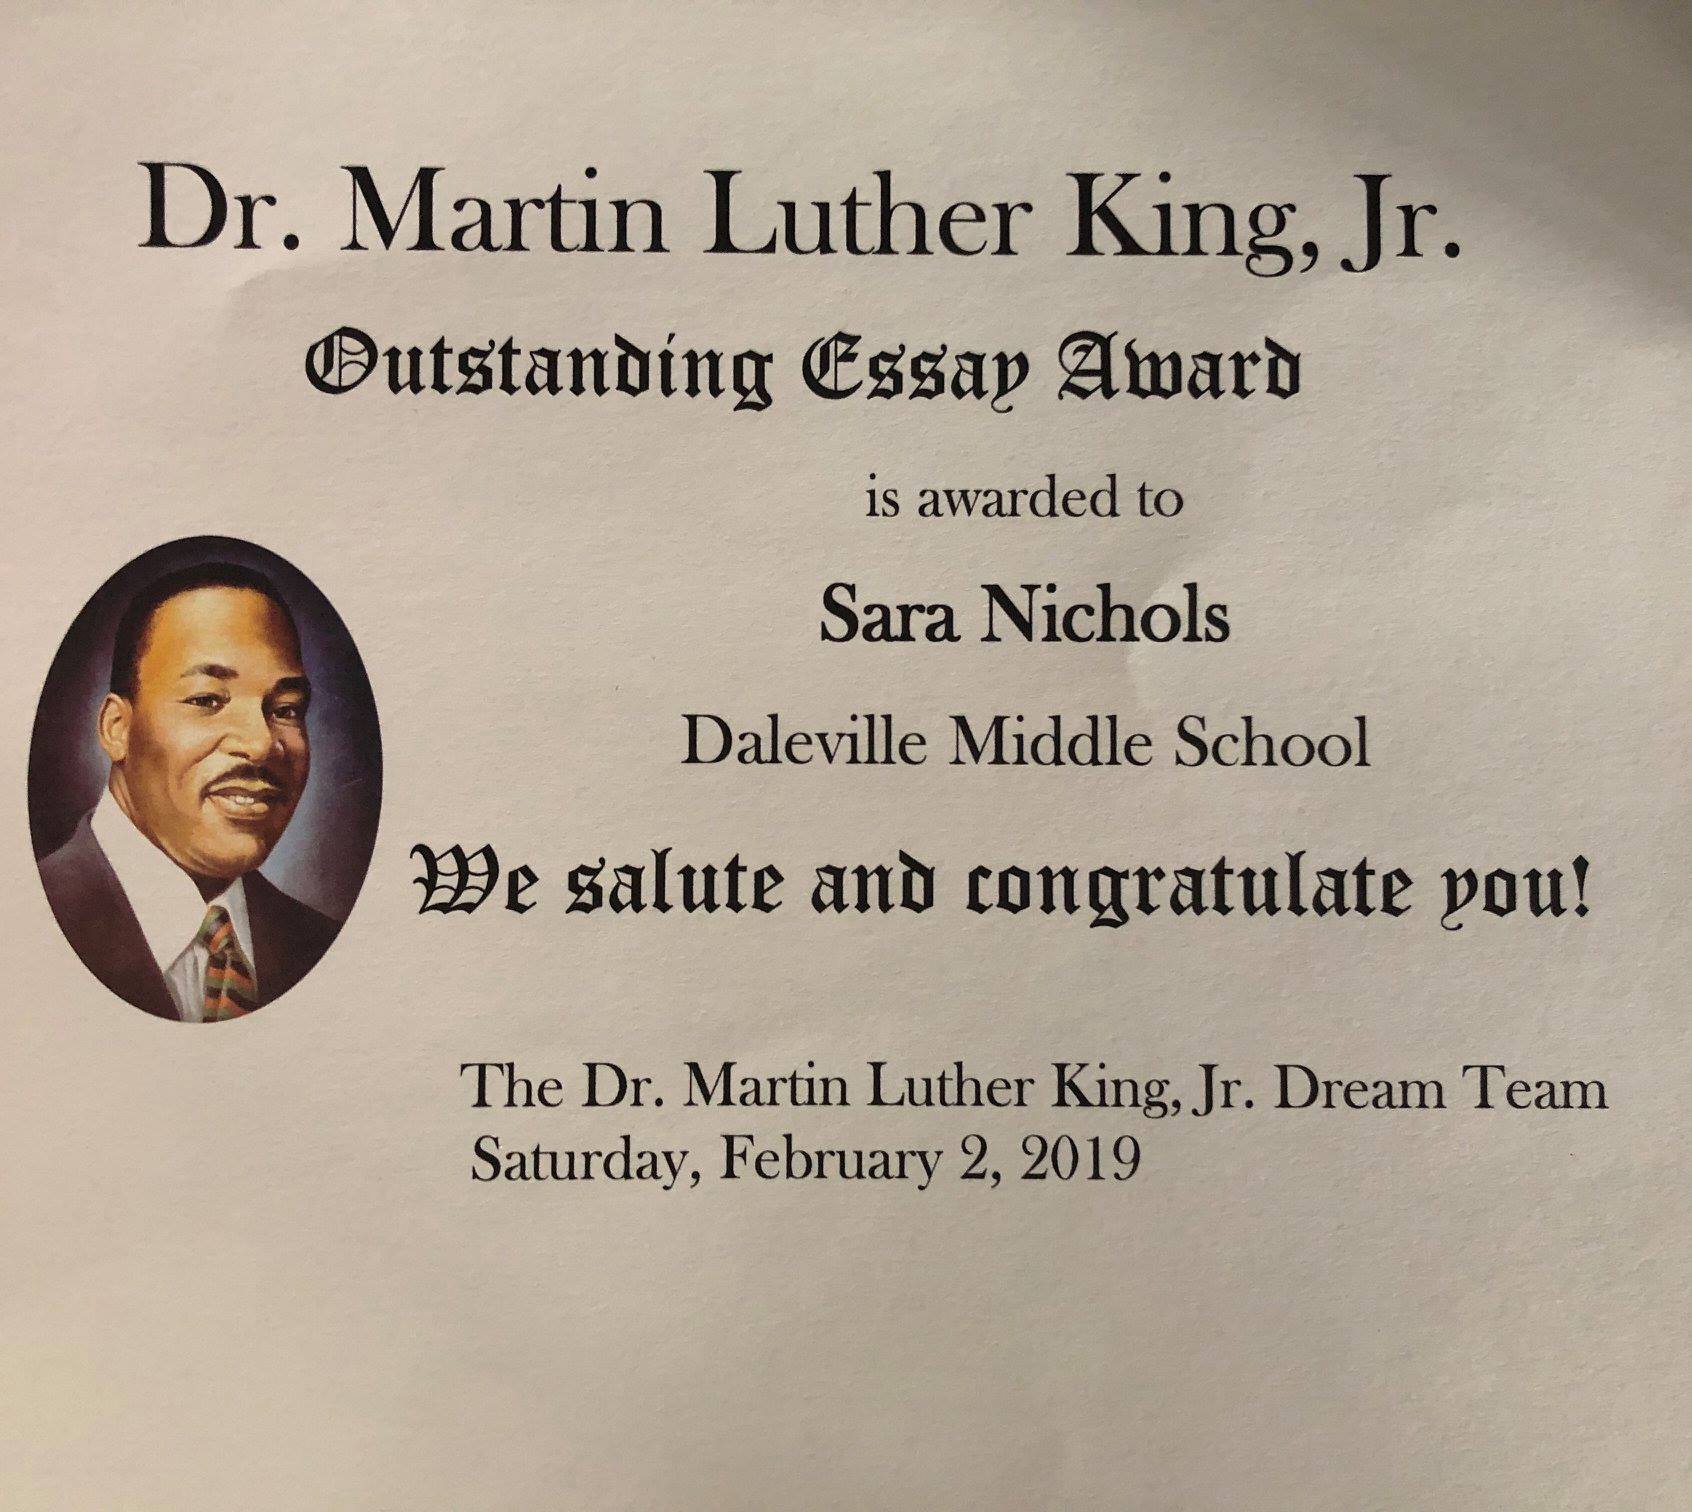 Dr. Martin Luther King, Jr.
Outstanding Essay Award
is awarded to
Sara Nichols
Daleville Middle School
We salute and congratulate you!
The Dr. Martin Luther King, Jr. Dream Team
Saturday, February 2, 2019